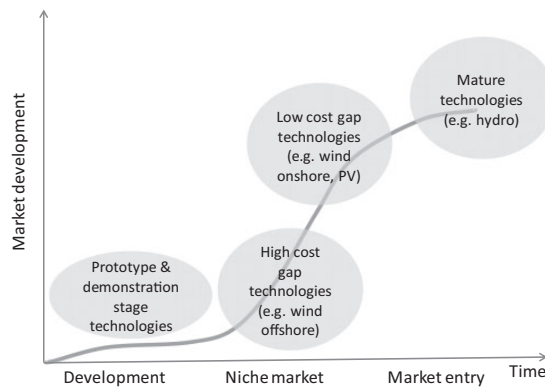 Market development
Mature
technologies
(e.g. hydro)
Low cost gap
technologies
(e.g. wind
onshore, PV)
High cost
gap
technologies
(e.g. wind
offshore)
Prototype &
demonstration
stage
technologies
Time
Development
Niche market
Market entry